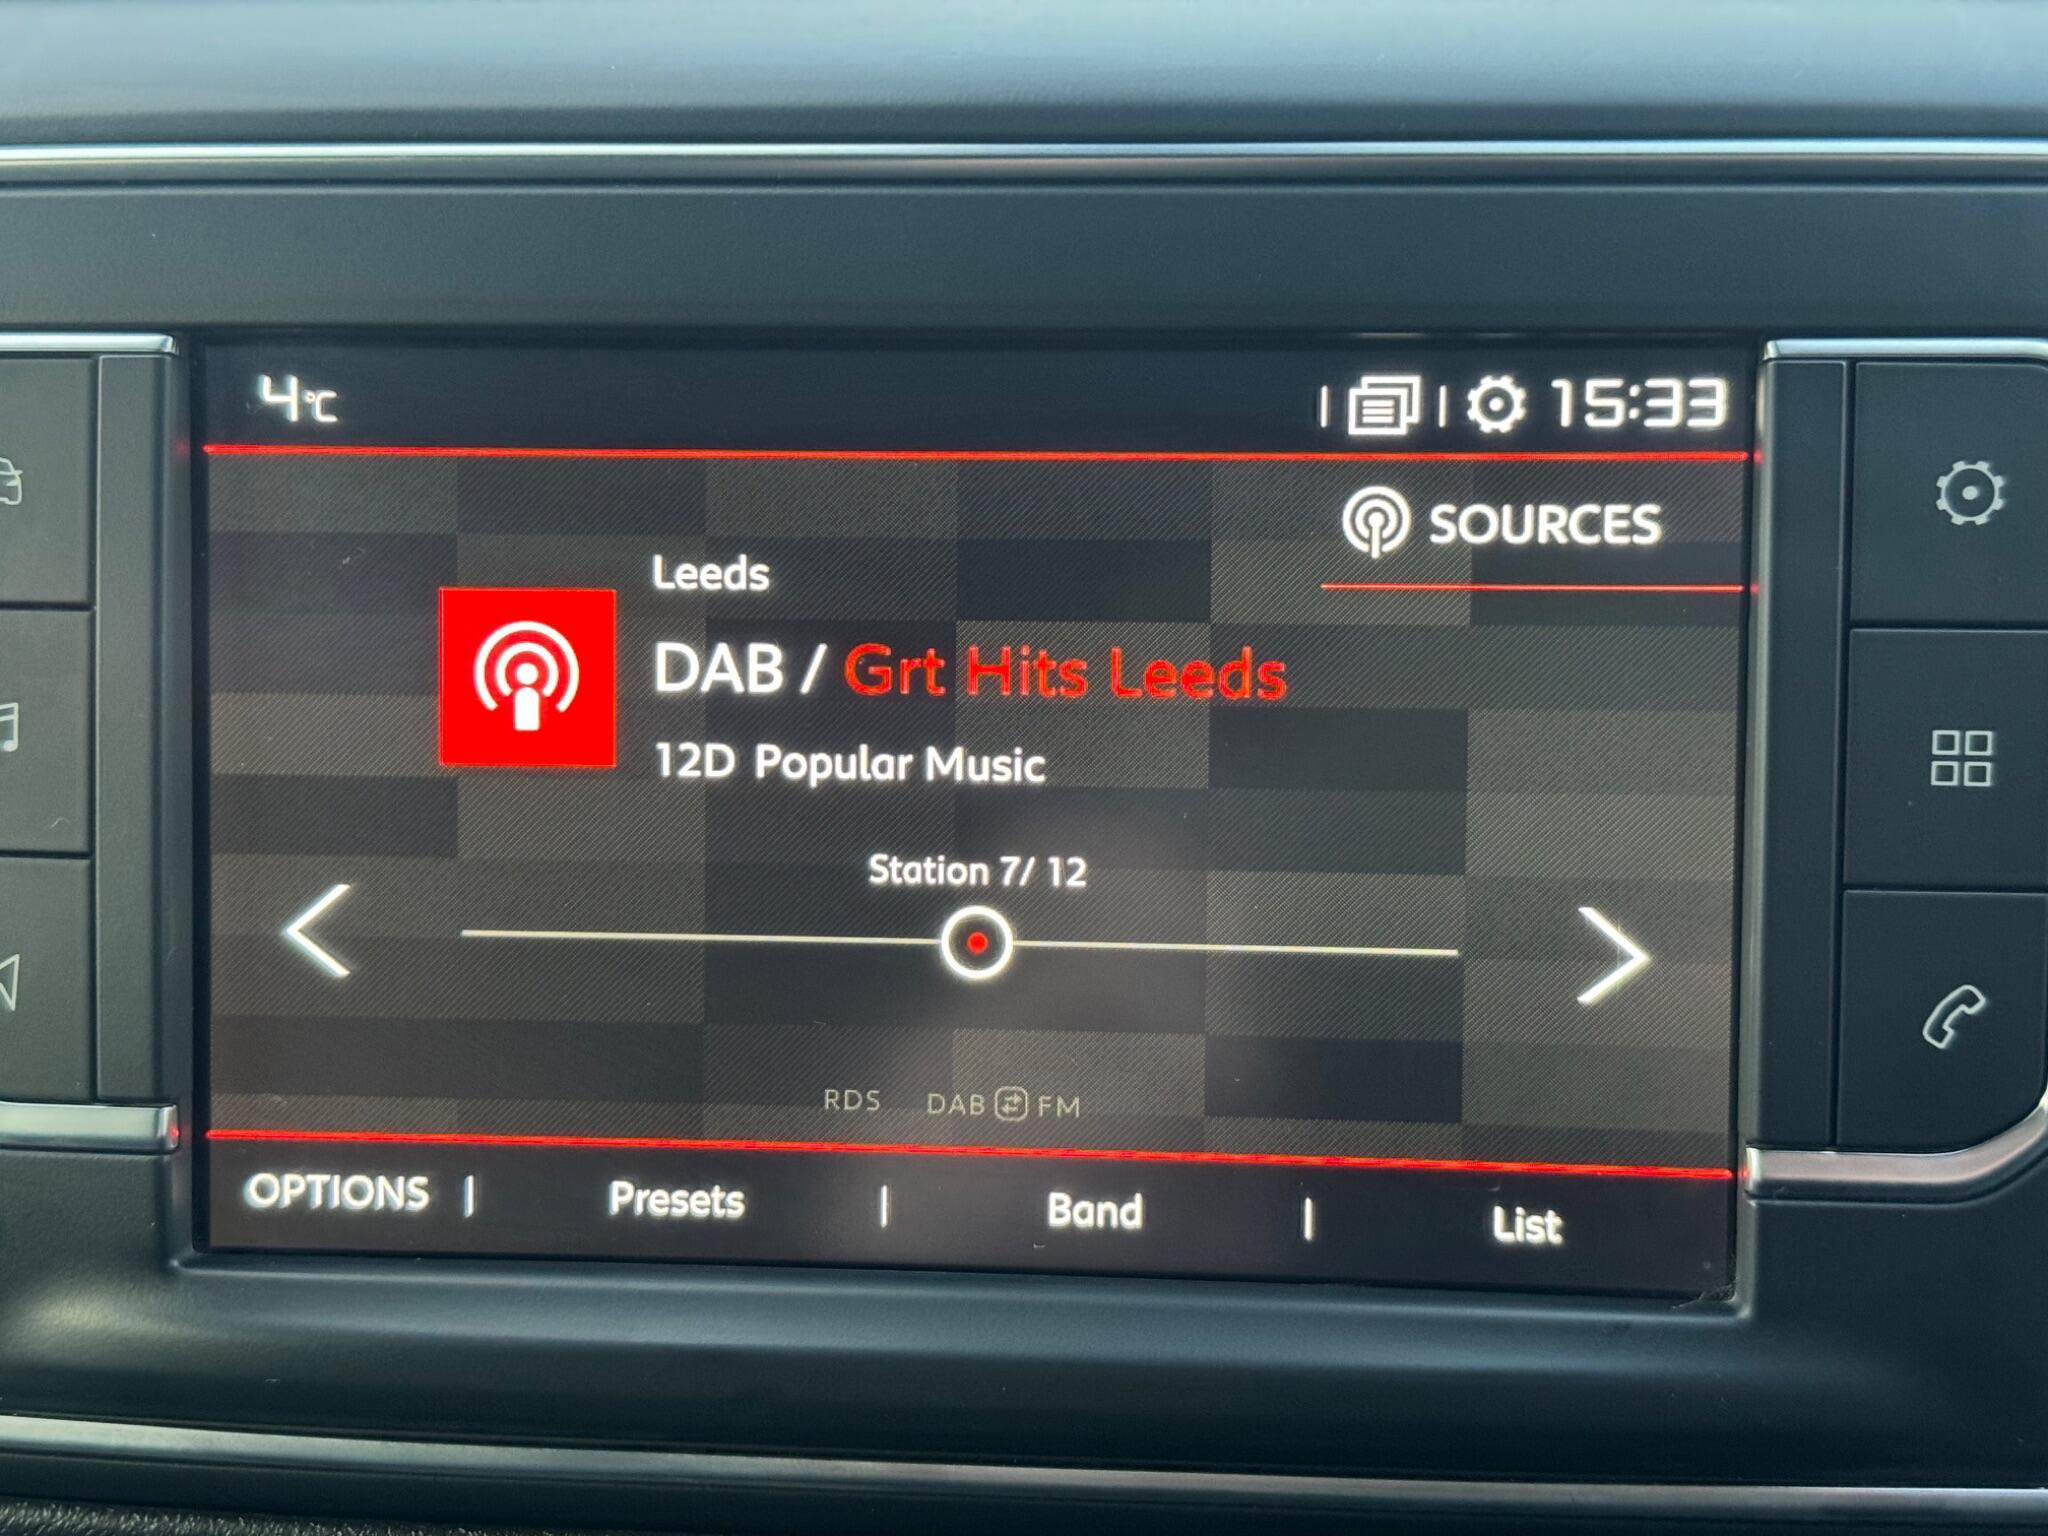 4°C
15:33
SOURCES
Leeds
DAB / Grt Hits Leeds
12D Popular Music
Station 7/ 12
RDS DAB FM
OPTIONS | Presets | Band | List